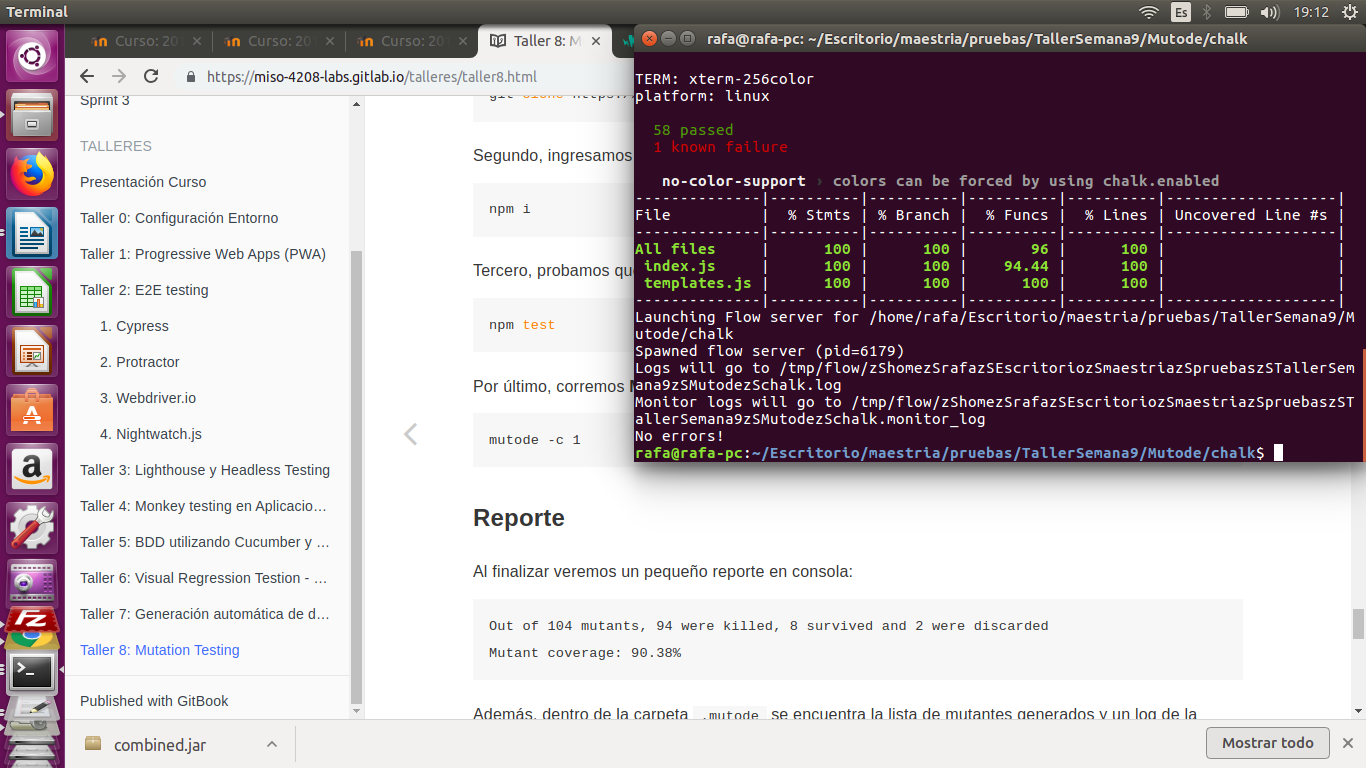 Terminal
Es
19:12
Curso: 20
Curso: 20
Curso: 20
Taller 8: M
https://miso-4208-labs.gitlab.io/talleres/taller8.html
Sprint 3
TALLERES
Presentación Curso
Taller 0: Configuración Entorno
Taller 1: Progressive Web Apps (PWA)
Taller 2: E2E testing
1. Cypress
2. Protractor
3. Webdriver.io
4. Nightwatch.js
Taller 3: Lighthouse y Headless Testing
Taller 4: Monkey testing en Aplicacio…
Taller 5: BDD utilizando Cucumber y …
Taller 6: Visual Regression Testion - …
Taller 7: Generación automática de d…
Taller 8: Mutation Testing
Published with GitBook
git clone https:/
Segundo, ingresamos
npm i
Tercero, probamos que
npm test
Por último, corremos
mutode -c 1
Reporte
Al finalizar veremos un pequeño reporte en consola:
Out of 104 mutants, 94 were killed, 8 survived and 2 were discarded
Mutant coverage: 90.38%
Además, dentro de la carpeta .mutode se encuentra la lista de mutantes generados y un log de la
rafa@rafa-pc: ~/Escritorio/maestria/pruebas/TallerSemana9/Mutode/chalk
TERM: xterm-256color
platform: linux
58 passed
1 known failure
no-color-support › colors can be forced by using chalk.enabled
--------------|----------|----------|----------|----------|-------------------|
File | % Stmts | % Branch | % Funcs | % Lines | Uncovered Line #s |
--------------|----------|----------|----------|----------|-------------------|
All files | 100 | 100 | 96 | 100 | |
index.js | 100 | 100 | 94.44 | 100 | |
templates.js | 100 | 100 | 100 | 100 | |
--------------|----------|----------|----------|----------|-------------------|
Launching Flow server for /home/rafa/Escritorio/maestria/pruebas/TallerSemana9/M
utode/chalk
Spawned flow server (pid=6179)
Logs will go to /tmp/flow/zShomezSrafazSEscritoriozSmaestriazSpruebaszSTallerSem
ana9zSMutodezSchalk.log
Monitor logs will go to /tmp/flow/zShomezSrafazSEscritoriozSmaestriazSpruebaszST
allerSemana9zSMutodezSchalk.monitor_log
No errors!
rafa@rafa-pc:~/Escritorio/maestria/pruebas/TallerSemana9/Mutode/chalk$
combined.jar
Mostrar todo